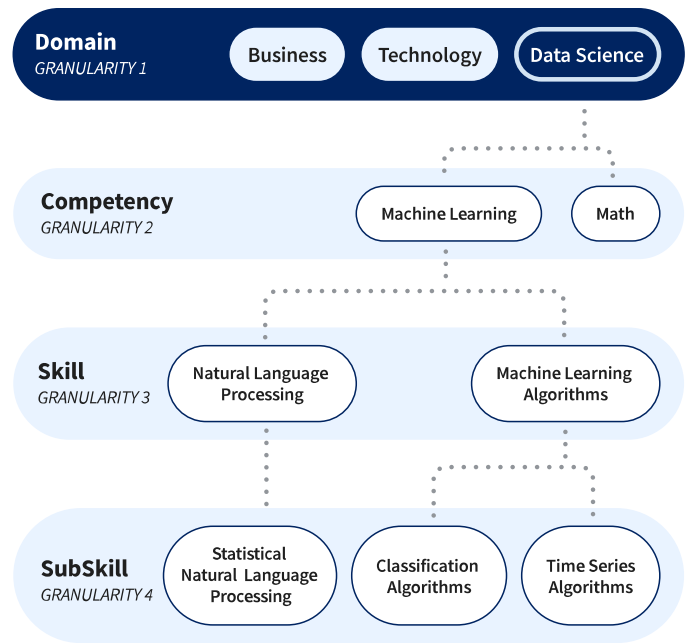 Domain
GRANULARITY 1
Business
Technology
Data Science
Competency
GRANULARITY 2
Machine Learning
Math
Skill
GRANULARITY 3
Natural Language
Processing
Machine Learning
Algorithms
SubSkill
GRANULARITY 4
Statistical
Natural Language
Processing
Classification
Algorithms
Time Series
Algorithms